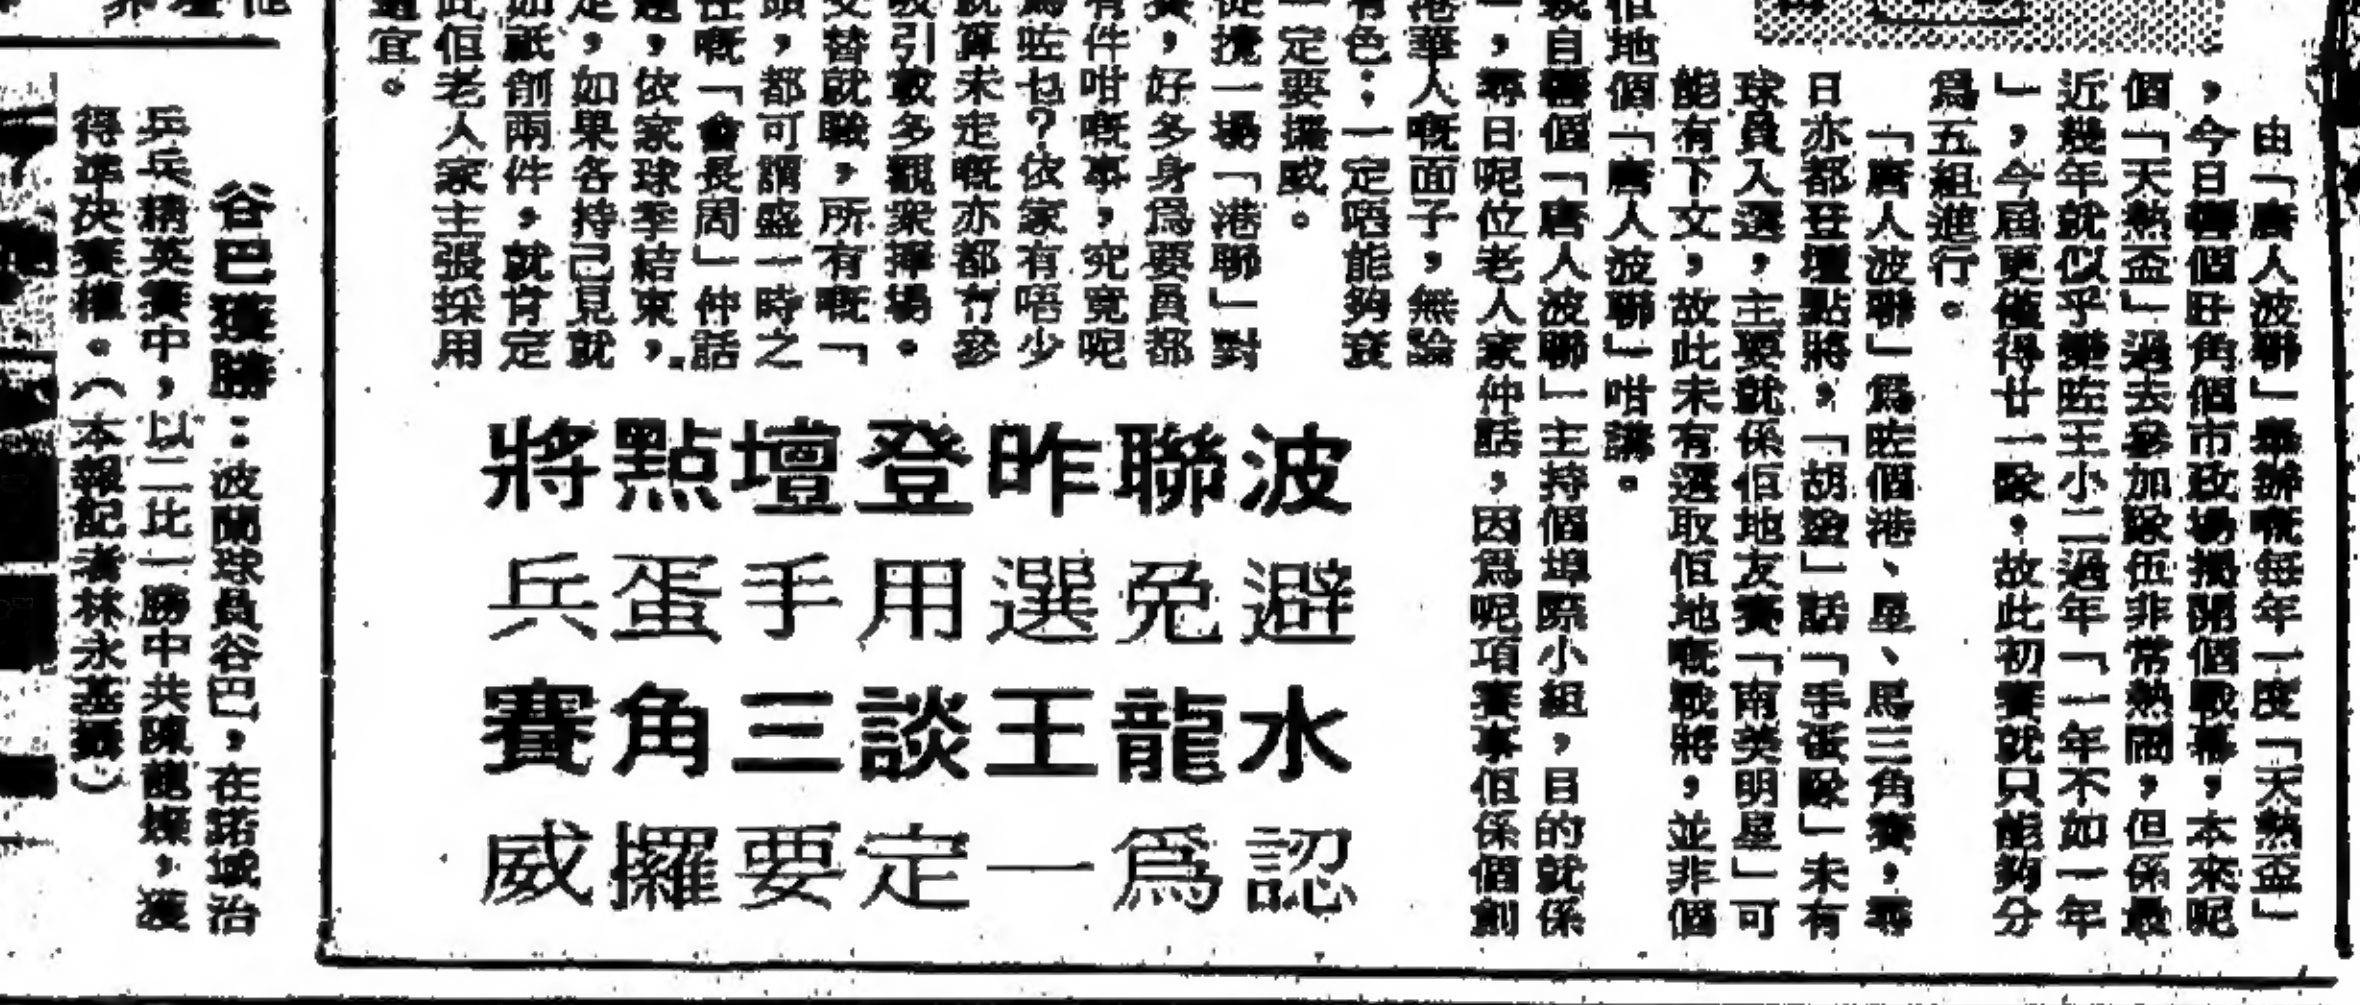 由「唐人波聯」舉辦嘅每年一度「天熱盃」
，今日響個旺角個市政場揭開個戰幕，本來呢
個「天熱盃」過去參加隊伍非常熱鬧，但係最
近幾年就似乎變咗王小二過年「一年不如一年
」，今屆更僅得廿一隊，故此初賽就只能夠分
爲五組進行。
「唐人波聯」爲咗個港、星、馬三角賽，尋
日亦都登壇點將，「胡塗」話「手蛋隊」未有
球員入選，主要就係佢地友賽「南美明星」可
能有下文，故此未有選取佢地嘅戰將，並非個
佢地個「唐人波聯」咁講。
自響個「唐人波聯」主持個埠際小組，目的就係
，尋日呢位老人家仲話，因爲呢項賽事佢係個創
港華人嘅面子，無論
有色；一定唔能夠衰
一定要攞威。
攪一場「港聯」對
賽，好多身爲要員都
有件咁嘅事，究竟呢
爲咗乜？依家有唔少
就算未走嘅亦都冇參
吸引 多觀衆捧場。
交替就職，所有嘅「
頭，都可謂盛一時之
在嘅「會長周」仲話
題，依家球季結束，
定，如果各持己見就
如祇創兩件，就肯定
此佢老人家主張採用
適宜。
波聯昨登壇點將
避免選用手蛋兵
水龍王談三角賽
認爲一定要攞威
谷巴獲勝：波蘭球員谷巴，在諾域治
乒乓精英賽中，以二比一勝中共陳龍燦，獲
得準決賽權。（本報記者林永基攝）